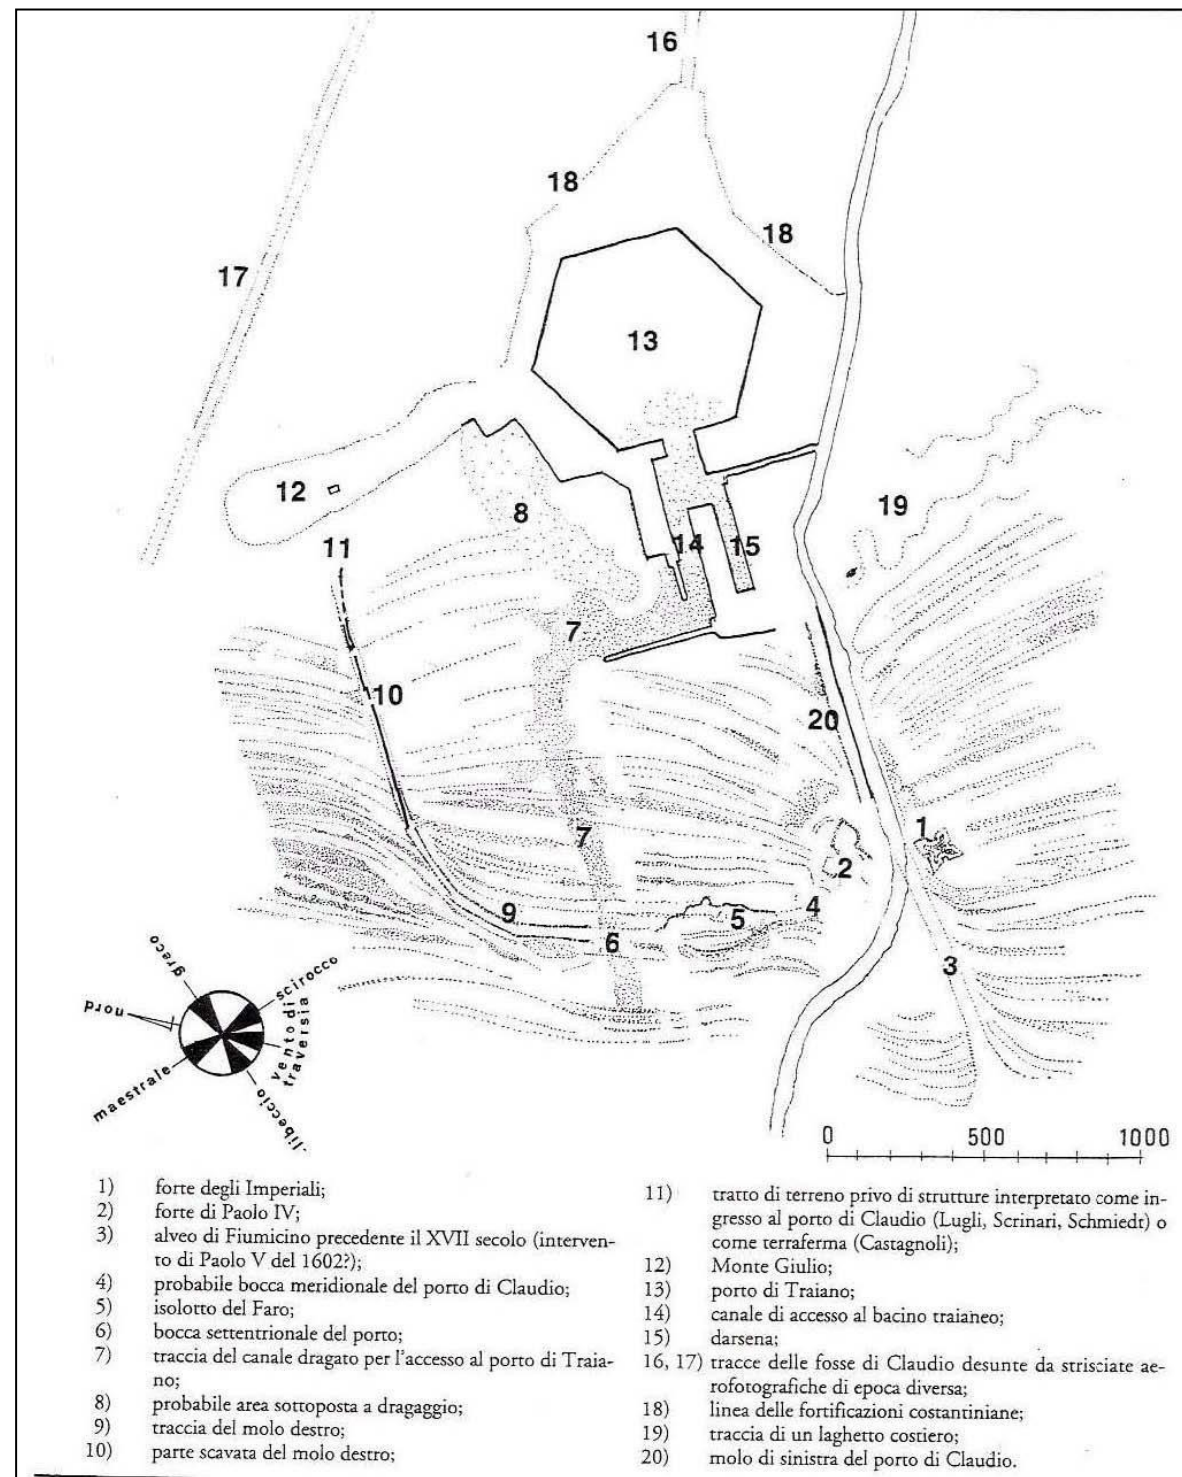 16
18
18
17
13
12
8
19
11
14
15
7
10
20
7
1
2
9
4
5
6
3
greco
scirocco
nord
vento di
traversia
maestrale
libeccio
0 500 1000
1) forte degli Imperiali;
2) forte di Paolo IV;
3) alveo di Fiumicino precedente il XVII secolo (interven-
to di Paolo V del 1602?);
4) probabile bocca meridionale del porto di Claudio;
5) isolotto del Faro;
6) bocca settentrionale del porto;
7) traccia del canale dragato per l'accesso al porto di Traia-
no;
8) probabile area sottoposta a dragaggio;
9) traccia del molo destro;
10) parte scavata del molo destro;
11) tratto di terreno privo di strutture interpretato come in-
gresso al porto di Claudio (Lugli, Scrinari, Schmiedt) o
come terraferma (Castagnoli);
12) Monte Giulio;
13) porto di Traiano;
14) canale di accesso al bacino traianeo;
15) darsena;
16, 17) tracce delle fosse di Claudio desunte da strisciate ae-
rofotografiche di epoca diversa;
18) linea delle fortificazioni costantiniane;
19) traccia di un laghetto costiero;
20) molo di sinistra del porto di Claudio.